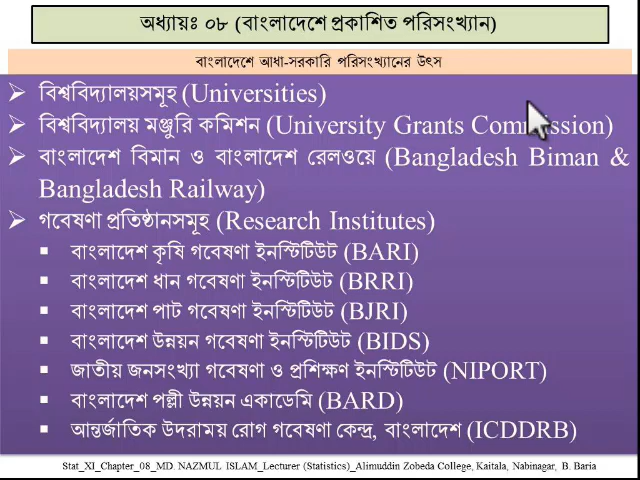 অধ্যায়ঃ ০৮ (বাংলাদেশে প্রকাশিত পরিসংখ্যান)
বাংলাদেশে আধা-সরকারি পরিসংখ্যানের উৎস
➢ বিশ্ববিদ্যালয়সমূহ (Universities)
➢ বিশ্ববিদ্যালয় মঞ্জুরি কমিশন (University Grants Commission)
➢ বাংলাদেশ বিমান ও বাংলাদেশ রেলওয়ে (Bangladesh Biman &
Bangladesh Railway)
➢ গবেষণা প্রতিষ্ঠানসমূহ (Research Institutes)
▪ বাংলাদেশ কৃষি গবেষণা ইনস্টিটিউট (BARI)
▪ বাংলাদেশ ধান গবেষণা ইনস্টিটিউট (BRRI)
▪ বাংলাদেশ পাট গবেষণা ইনস্টিটিউট (BJRI)
▪ বাংলাদেশ উন্নয়ন গবেষণা ইনস্টিটিউট (BIDS)
▪ জাতীয় জনসংখ্যা গবেষণা ও প্রশিক্ষণ ইনস্টিটিউট (NIPORT)
▪ বাংলাদেশ পল্লী উন্নয়ন একাডেমি (BARD)
▪ আন্তর্জাতিক উদরাময় রোগ গবেষণা কেন্দ্র, বাংলাদেশ (ICDDRB)
Stat_XI_Chapter_08_MD. NAZMUL ISLAM_Lecturer (Statistics)_Alimuddin Zobeda College, Kaitala, Nabinagar, B. Baria